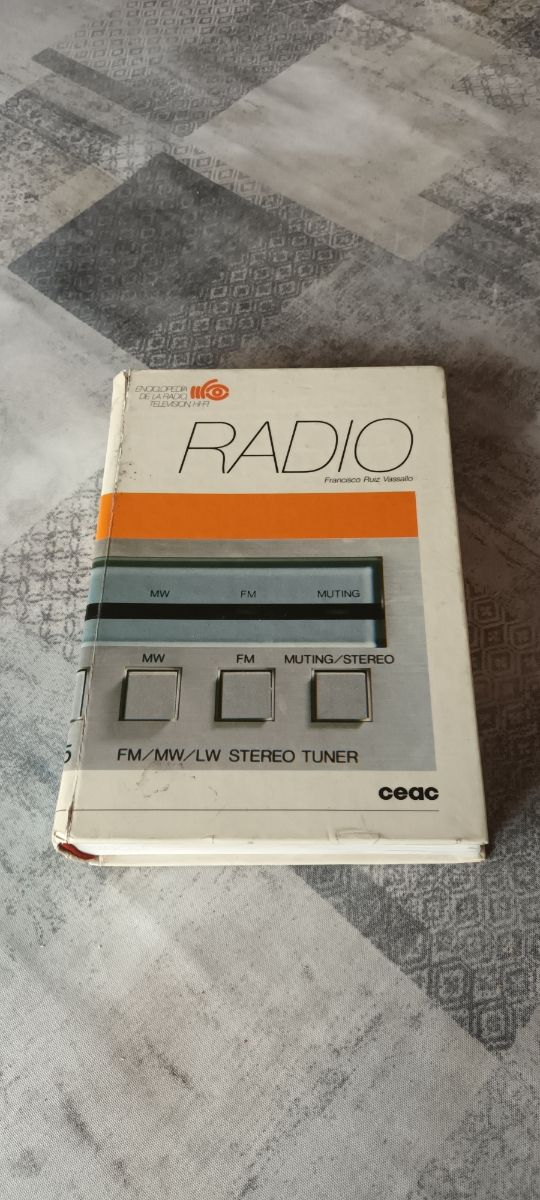 ENCICLOPEDIA
DE LA RADIO,
TELEVISION, HI-FI
RADIO
Francisco Ruiz Vassallo
MW FM MUTING
MW FM MUTING/STEREO
5 FM/MW/LW STEREO TUNER
ceac